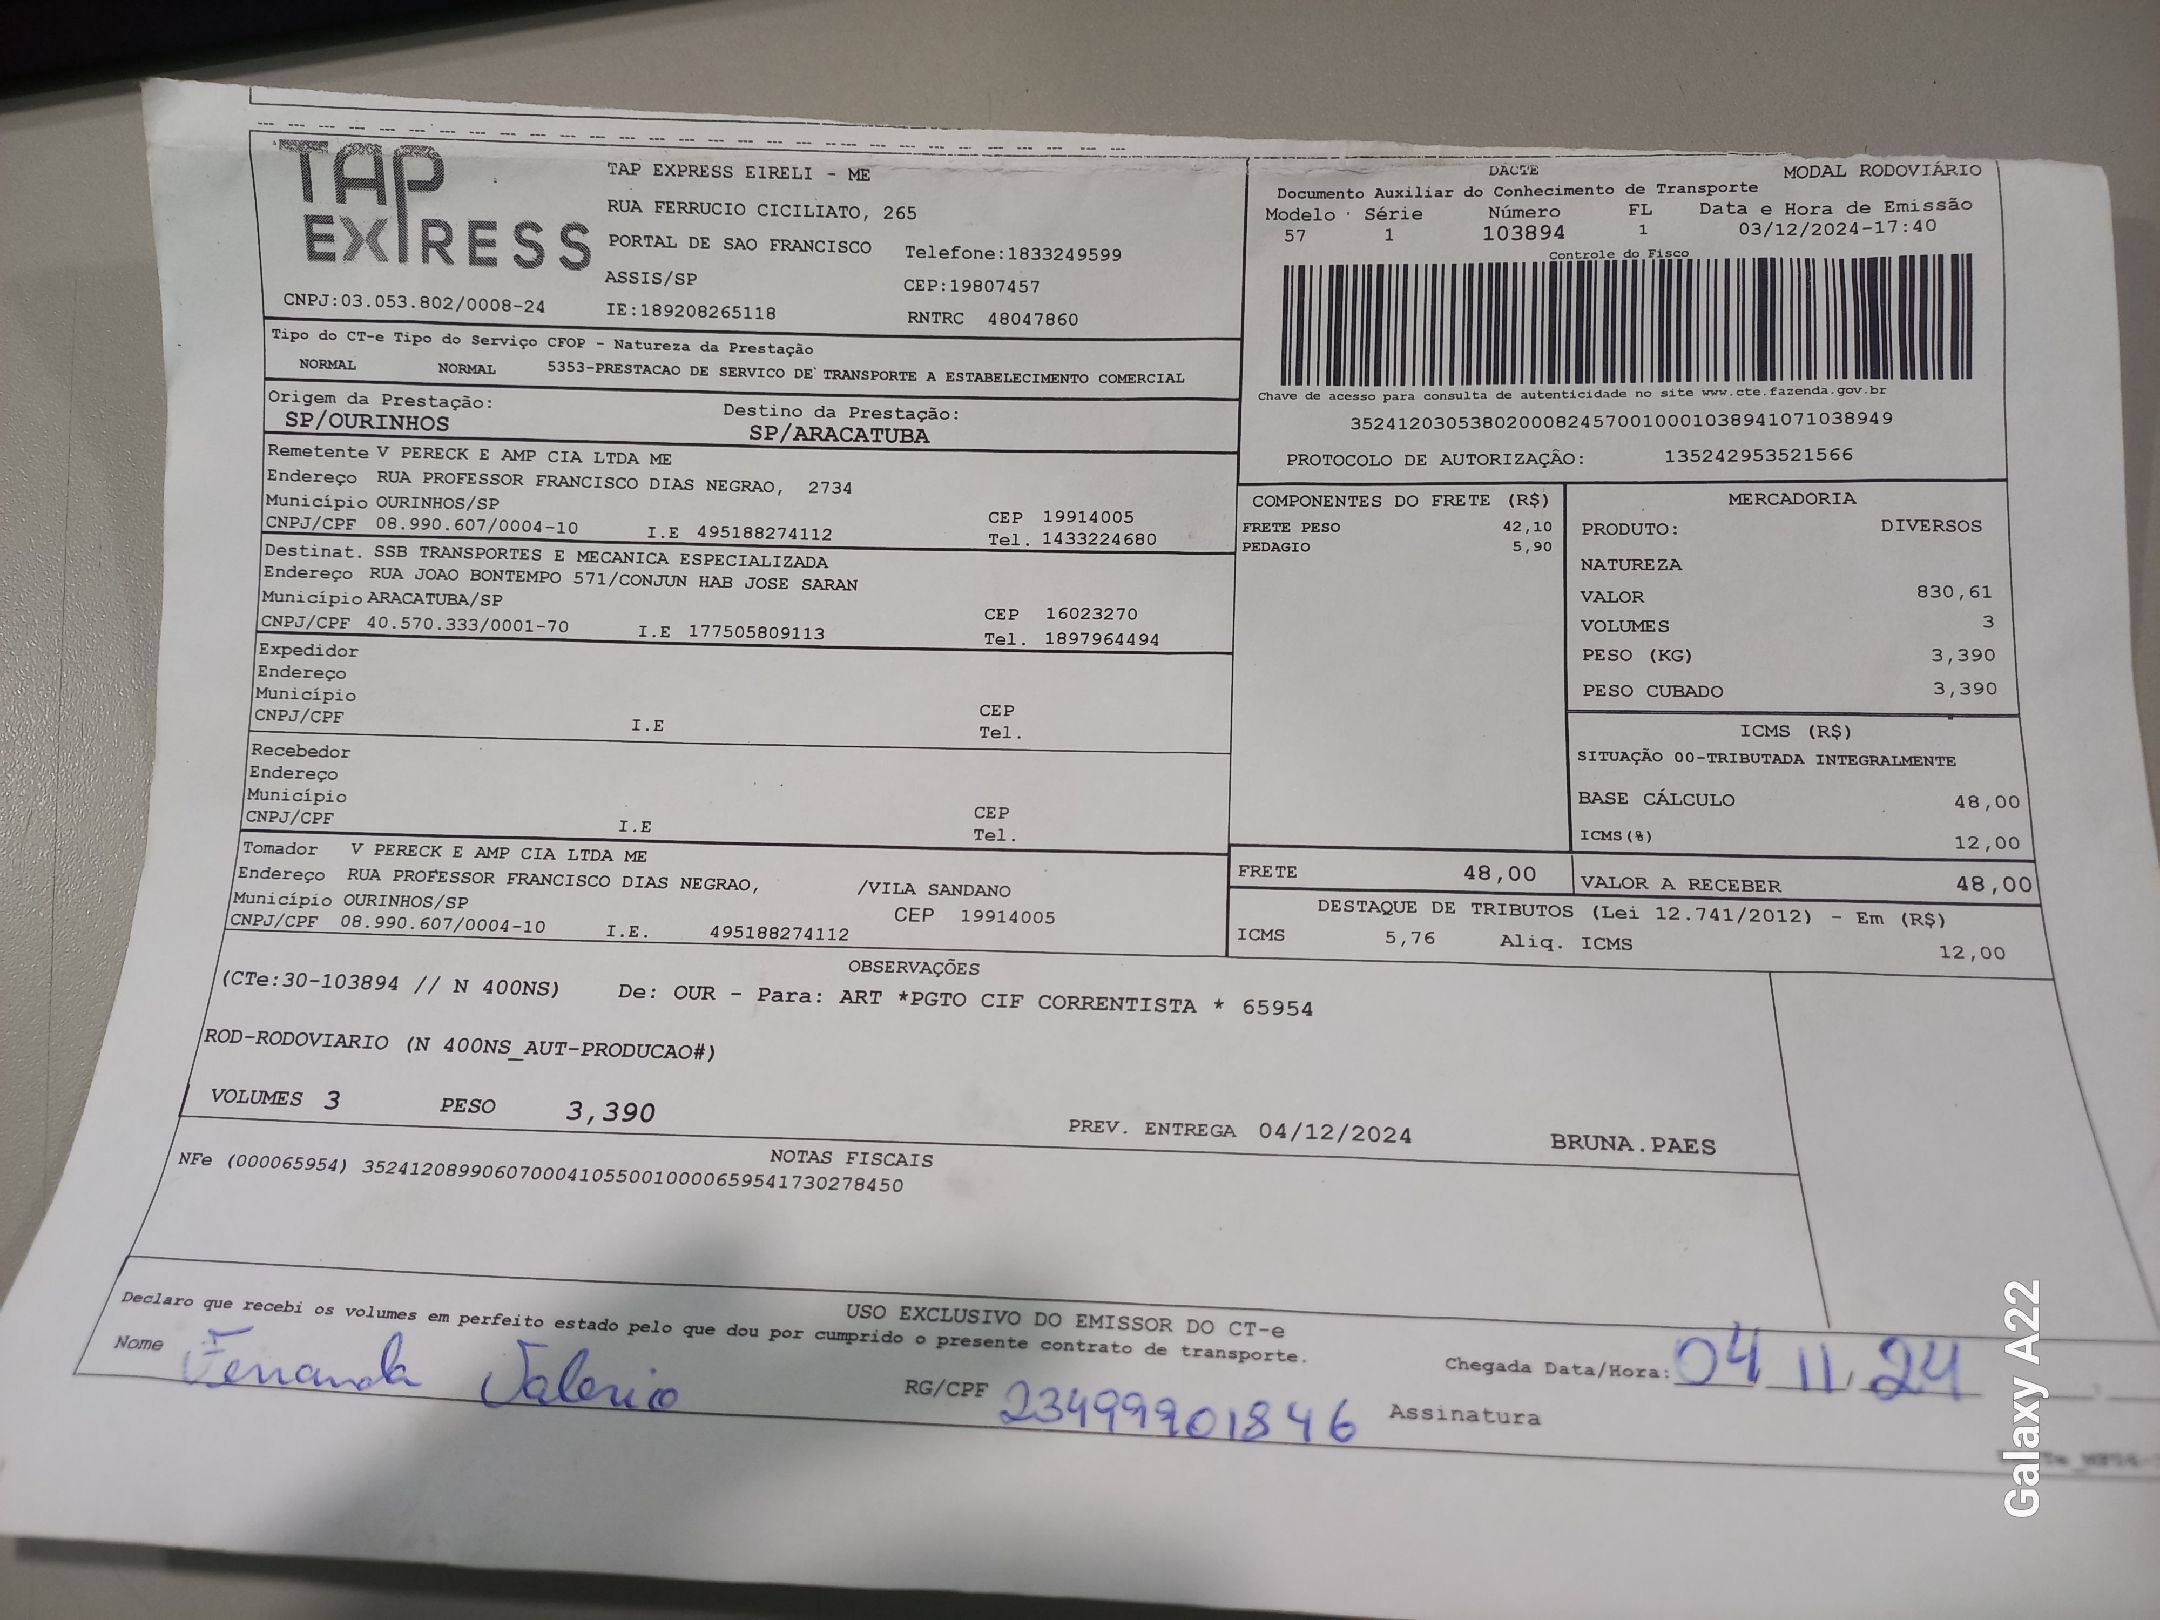 TAP EXPRESS
TAP EXPRESS EIRELI - ME
RUA FERRUCIO CICILIATO, 265
PORTAL DE SAO FRANCISCO Telefone:1833249599
ASSIS/SP CEP:19807457
CNPJ:03.053.802/0008-24 IE:189208265118 RNTRC 48047860
DACTE MODAL RODOVIÁRIO
Documento Auxiliar do Conhecimento de Transporte
Modelo Série Número FL Data e Hora de Emissão
57 1 103894 1 03/12/2024-17:40
Controle do Fisco
Chave de acesso para consulta de autenticidade no site www.cte.fazenda.gov.br
35241203053802000824570010001038941071038949
PROTOCOLO DE AUTORIZAÇÃO: 135242953521566
Tipo do CT-e Tipo do Serviço CFOP - Natureza da Prestação
NORMAL NORMAL 5353-PRESTACAO DE SERVICO DE TRANSPORTE A ESTABELECIMENTO COMERCIAL
Origem da Prestação: Destino da Prestação:
SP/OURINHOS SP/ARACATUBA
Remetente V PERECK E AMP CIA LTDA ME
Endereço RUA PROFESSOR FRANCISCO DIAS NEGRAO, 2734
Município OURINHOS/SP CEP 19914005
CNPJ/CPF 08.990.607/0004-10 I.E 495188274112 Tel. 1433224680
Destinat. SSB TRANSPORTES E MECANICA ESPECIALIZADA
Endereço RUA JOAO BONTEMPO 571/CONJUN HAB JOSE SARAN
Município ARACATUBA/SP CEP 16023270
CNPJ/CPF 40.570.333/0001-70 I.E 177505809113 Tel. 1897964494
Expedidor
Endereço
Município CEP
CNPJ/CPF I.E Tel.
Recebedor
Endereço
Município CEP
CNPJ/CPF I.E Tel.
Tomador V PERECK E AMP CIA LTDA ME
Endereço RUA PROFESSOR FRANCISCO DIAS NEGRAO, /VILA SANDANO
Município OURINHOS/SP CEP 19914005
CNPJ/CPF 08.990.607/0004-10 I.E. 495188274112
COMPONENTES DO FRETE (R$)
FRETE PESO 42,10
PEDAGIO 5,90
MERCADORIA
PRODUTO: DIVERSOS
NATUREZA
VALOR 830,61
VOLUMES 3
PESO (KG) 3,390
PESO CUBADO 3,390
ICMS (R$)
SITUAÇÃO 00-TRIBUTADA INTEGRALMENTE
BASE CÁLCULO 48,00
ICMS(%) 12,00
FRETE 48,00 VALOR A RECEBER 48,00
DESTAQUE DE TRIBUTOS (Lei 12.741/2012) - Em (R$)
ICMS 5,76 Aliq. ICMS 12,00
OBSERVAÇÕES
(CTe:30-103894 // N 400NS) De: OUR - Para: ART *PGTO CIF CORRENTISTA * 65954
ROD-RODOVIARIO (N 400NS_AUT-PRODUCAO#)
VOLUMES 3 PESO 3,390 PREV. ENTREGA 04/12/2024 BRUNA.PAES
NOTAS FISCAIS
NFe (000065954) 35241208990607000410550010000659541730278450
USO EXCLUSIVO DO EMISSOR DO CT-e
Declaro que recebi os volumes em perfeito estado pelo que dou por cumprido o presente contrato de transporte.
Nome Fernanda Valerio RG/CPF 23499901846 Chegada Data/Hora: 04 11, 24
Assinatura
Galaxy A22